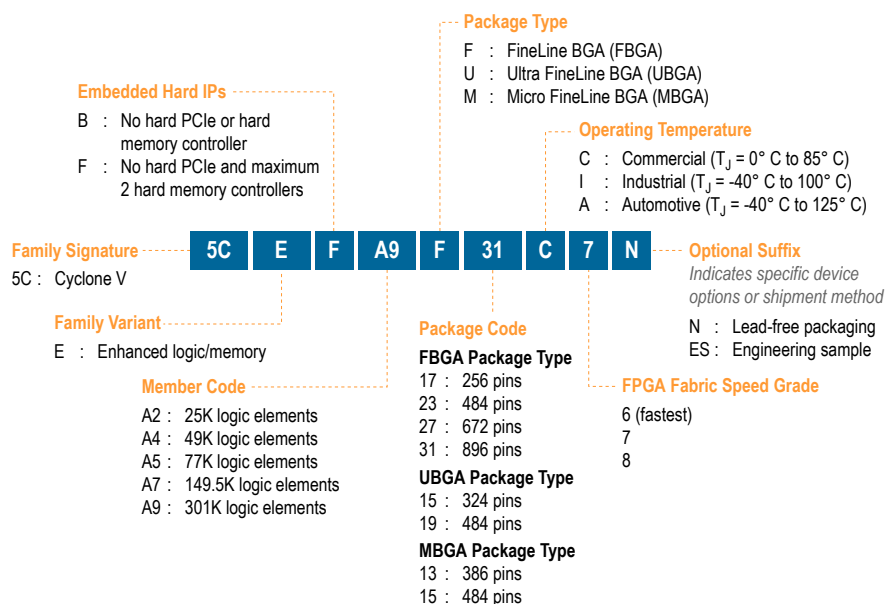 Package Type
F : FineLine BGA (FBGA)
U : Ultra FineLine BGA (UBGA)
M : Micro FineLine BGA (MBGA)
Embedded Hard IPs
B : No hard PCIe or hard
memory controller
F : No hard PCIe and maximum
2 hard memory controllers
Operating Temperature
C : Commercial (TJ = 0° C to 85° C)
I : Industrial (TJ = -40° C to 100° C)
A : Automotive (TJ = -40° C to 125° C)
5C E F A9 F 31 C 7 N
Family Signature
5C : Cyclone V
Optional Suffix
Indicates specific device
options or shipment method
N : Lead-free packaging
ES : Engineering sample
Family Variant
E : Enhanced logic/memory
Member Code
A2 : 25K logic elements
A4 : 49K logic elements
A5 : 77K logic elements
A7 : 149.5K logic elements
A9 : 301K logic elements
Package Code
FBGA Package Type
17 : 256 pins
23 : 484 pins
27 : 672 pins
31 : 896 pins
UBGA Package Type
15 : 324 pins
19 : 484 pins
MBGA Package Type
13 : 386 pins
15 : 484 pins
FPGA Fabric Speed Grade
6 (fastest)
7
8